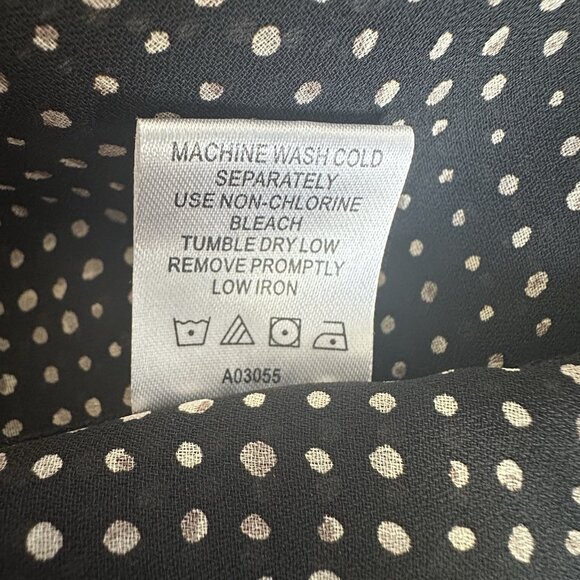 MACHINE WASH COLD
SEPARATELY
USE NON-CHLORINE
BLEACH
TUMBLE DRY LOW
REMOVE PROMPTLY
LOW IRON
A03055